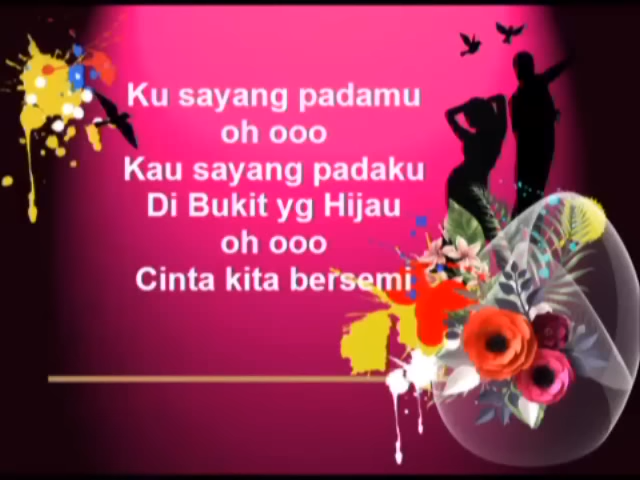 Ku sayang padamu
oh ooo
Kau sayang padaku
Di Bukit yg Hijau
oh ooo
Cinta kita bersemi